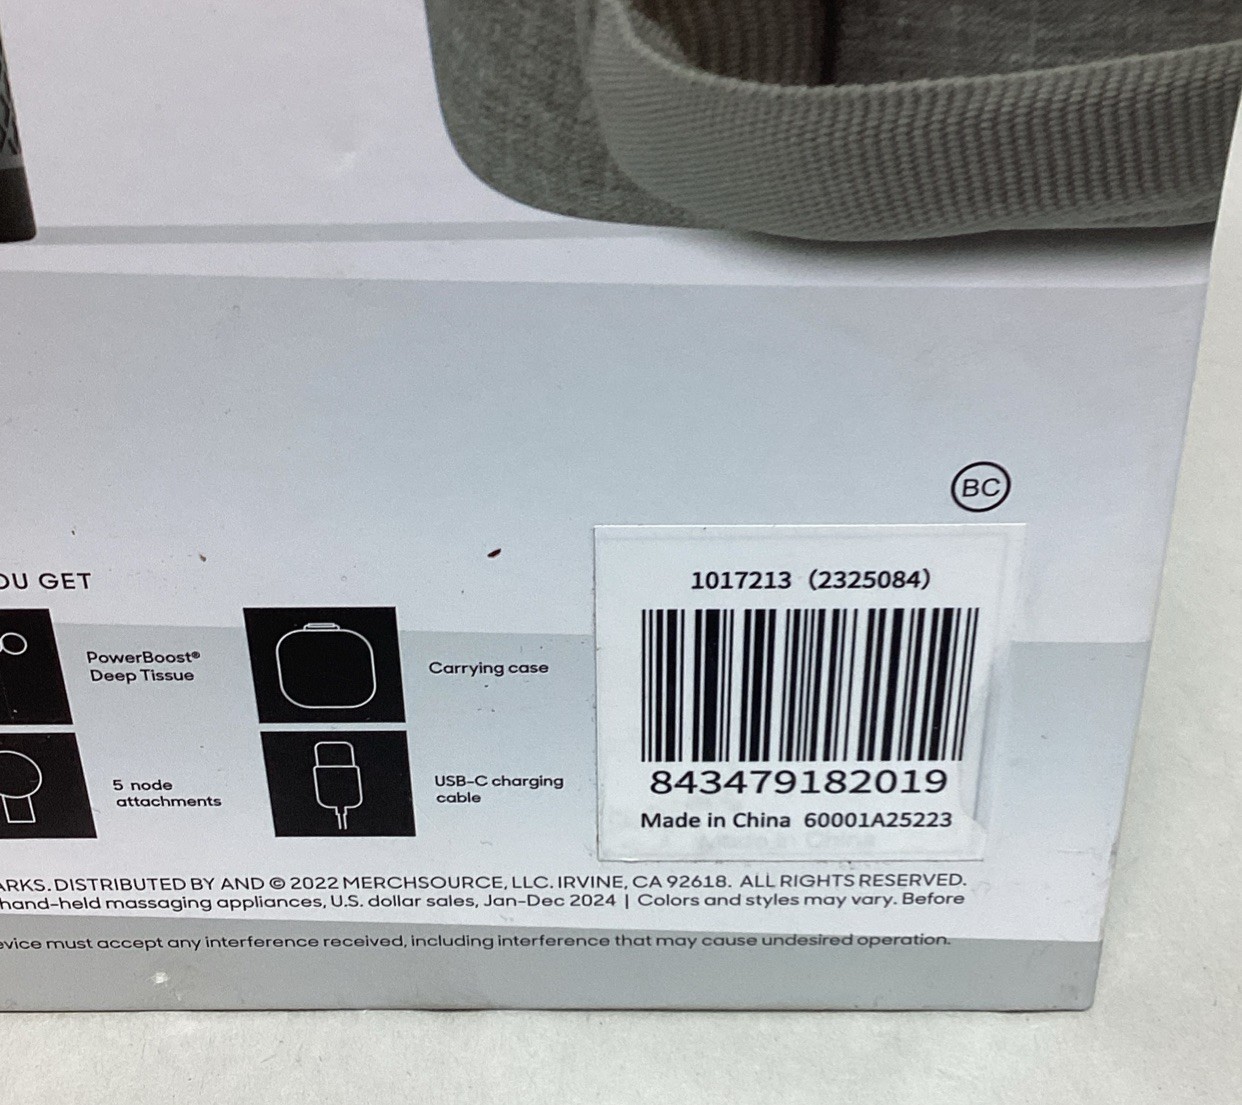 BC
1017213 (2325084)
OU GET
PowerBoost®
Deep Tissue
Carrying case
5 node
attachments
USB-C charging
cable
843479182019
Made in China 60001A25223
ARKS. DISTRIBUTED BY AND © 2022 MERCHSOURCE, LLC. IRVINE, CA 92618. ALL RIGHTS RESERVED.
hand-held massaging appliances, U.S. dollar sales, Jan-Dec 2024 | Colors and styles may vary. Before
evice must accept any interference received, including interference that may cause undesired operation.